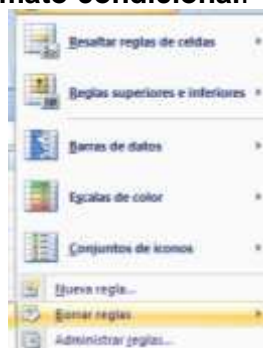 mato condicional.
Resaltar reglas de celdas
Reglas superiores e inferiores
Barras de datos
Escalas de color
Conjuntos de iconos
Nueva regla...
Borrar reglas
Administrar reglas...